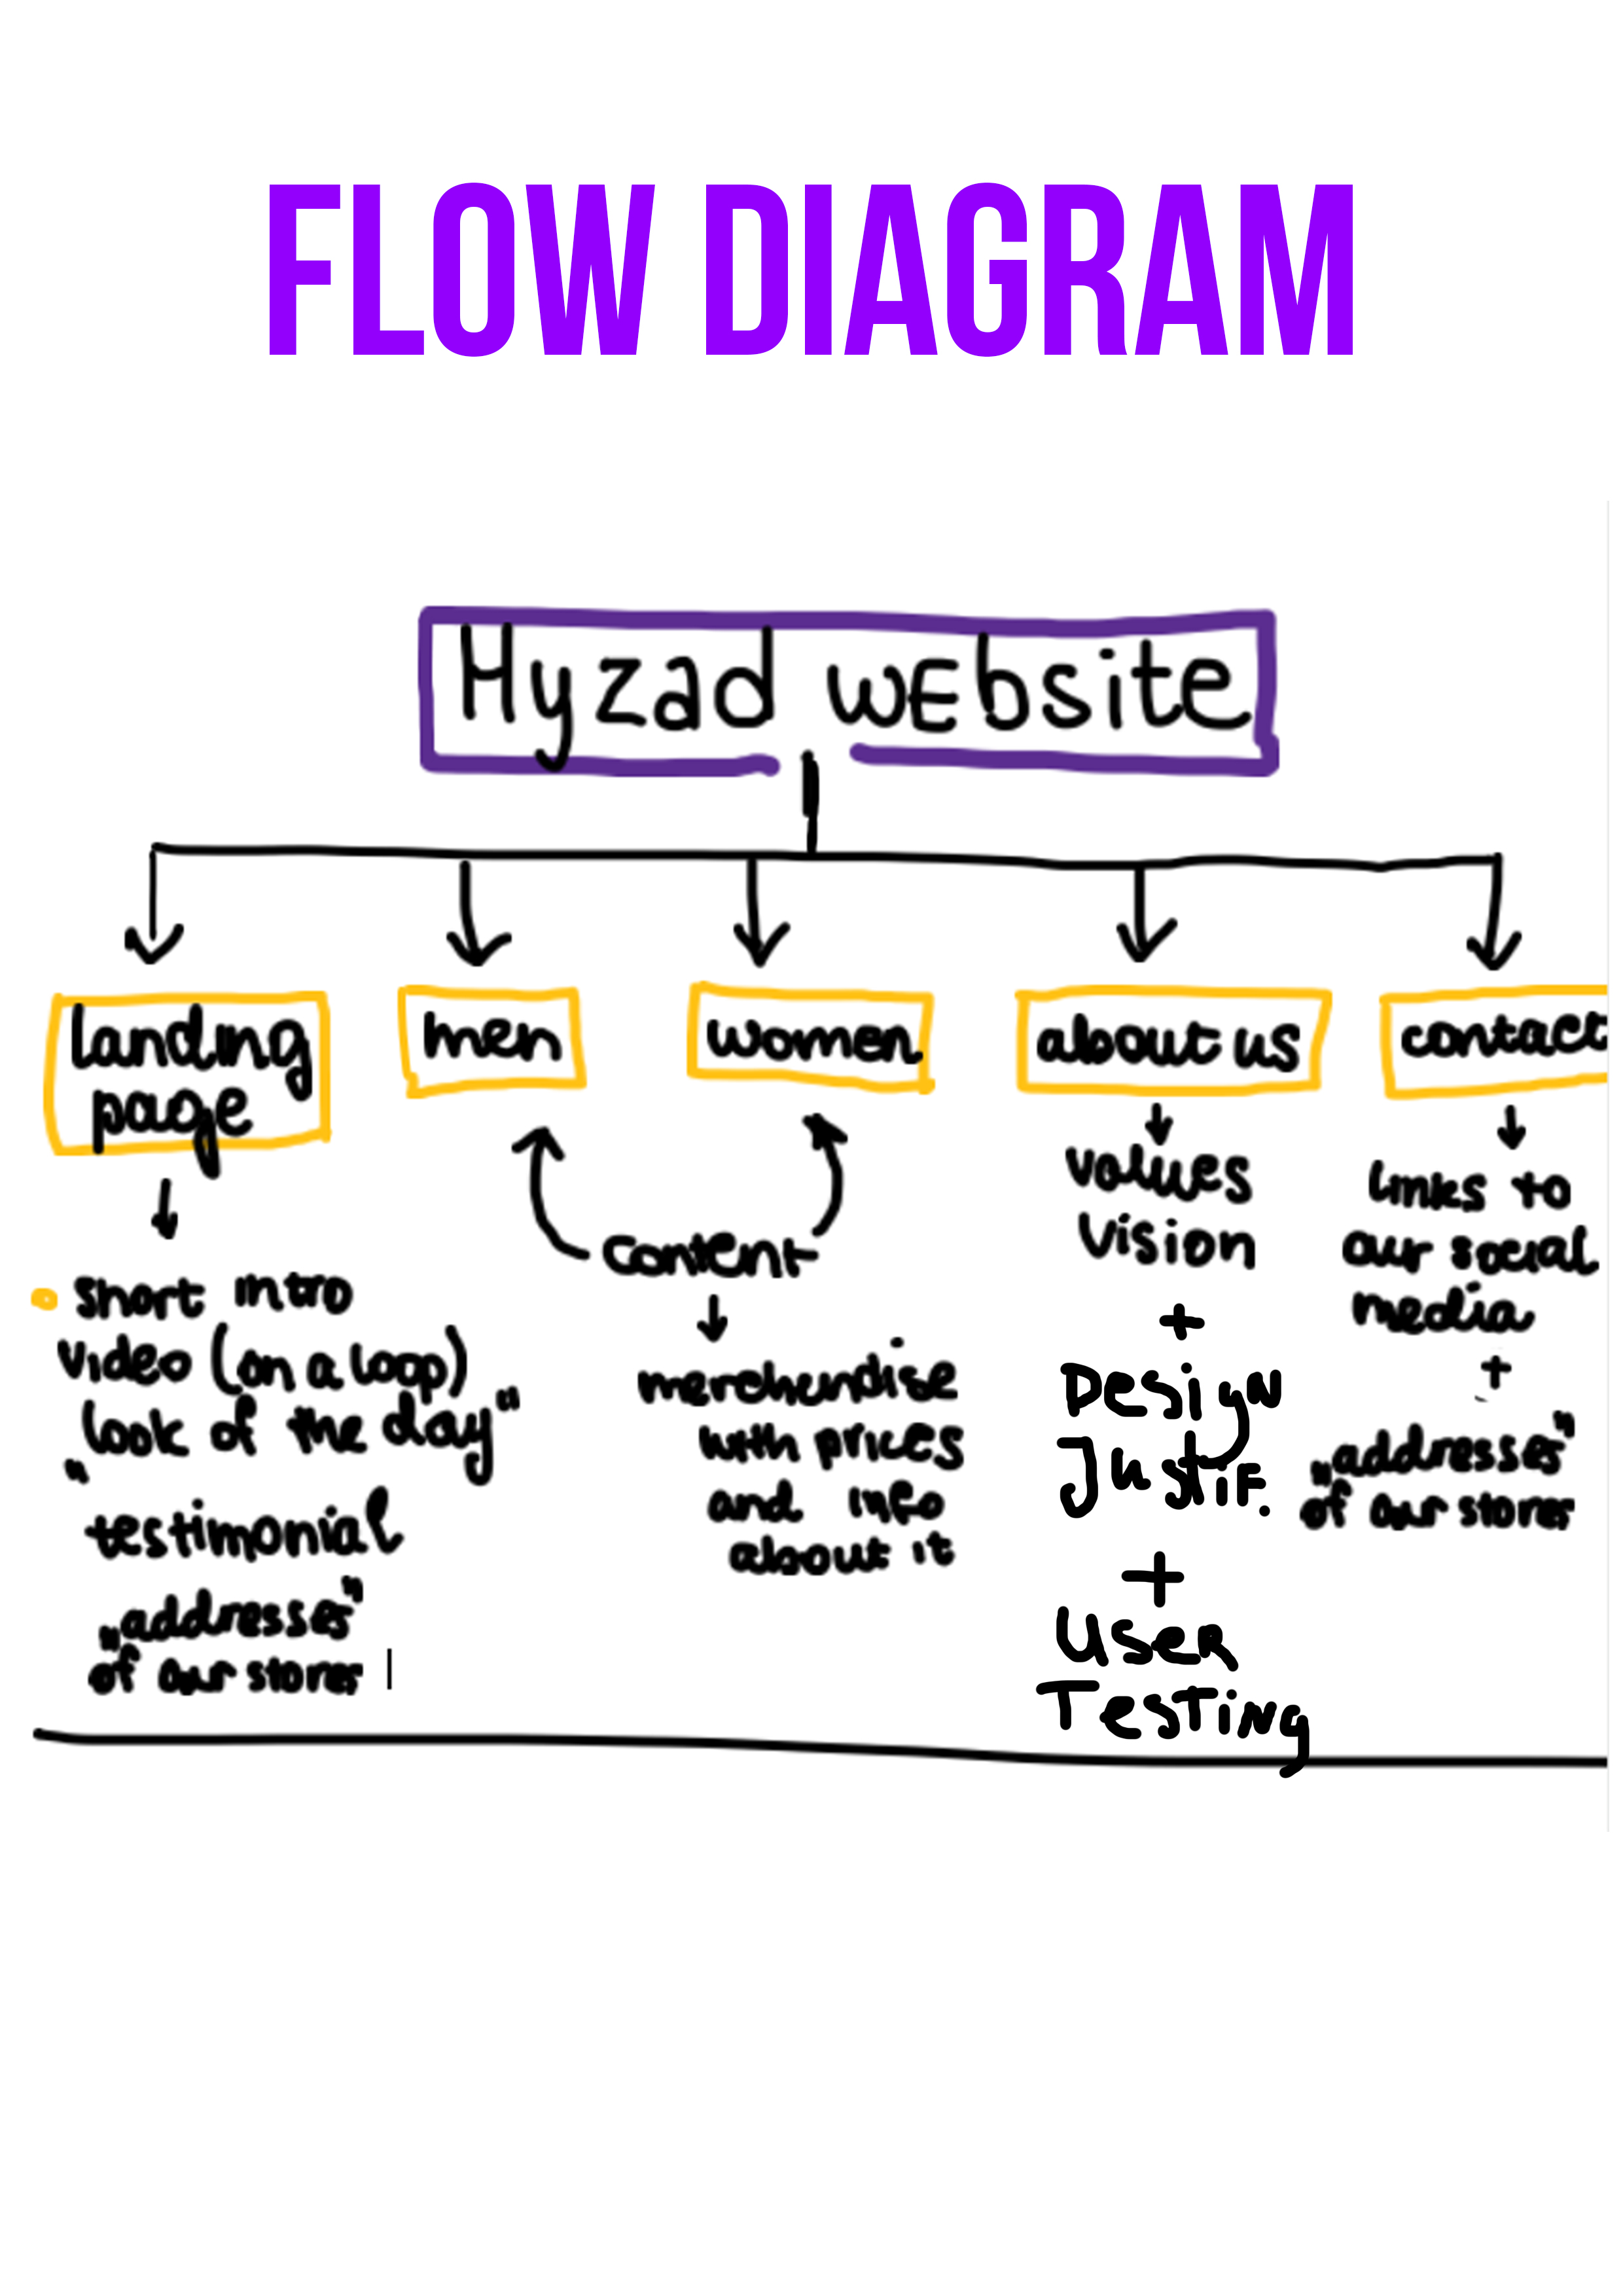 FLOW DIAGRAM
Hyzad wEbsite
landing
page
men
women
about us
contact
short intro
video (on a loop)
„look of the day"
testimonial
„addresses"
of our stores
content
merchendise
with prices
and info
about it
values
Vision
+
Design
Justif.
+
User
Testing
links to
our social
media
+
„addresses"
of our stores